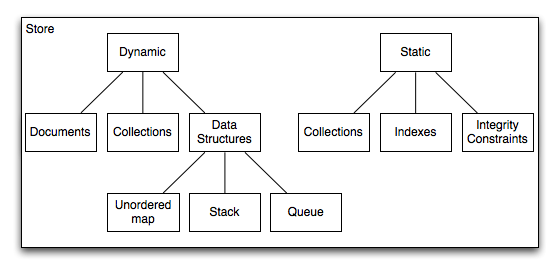 Store
Dynamic
Static
Documents
Collections
Data
Structures
Collections
Indexes
Integrity
Constraints
Unordered
map
Stack
Queue